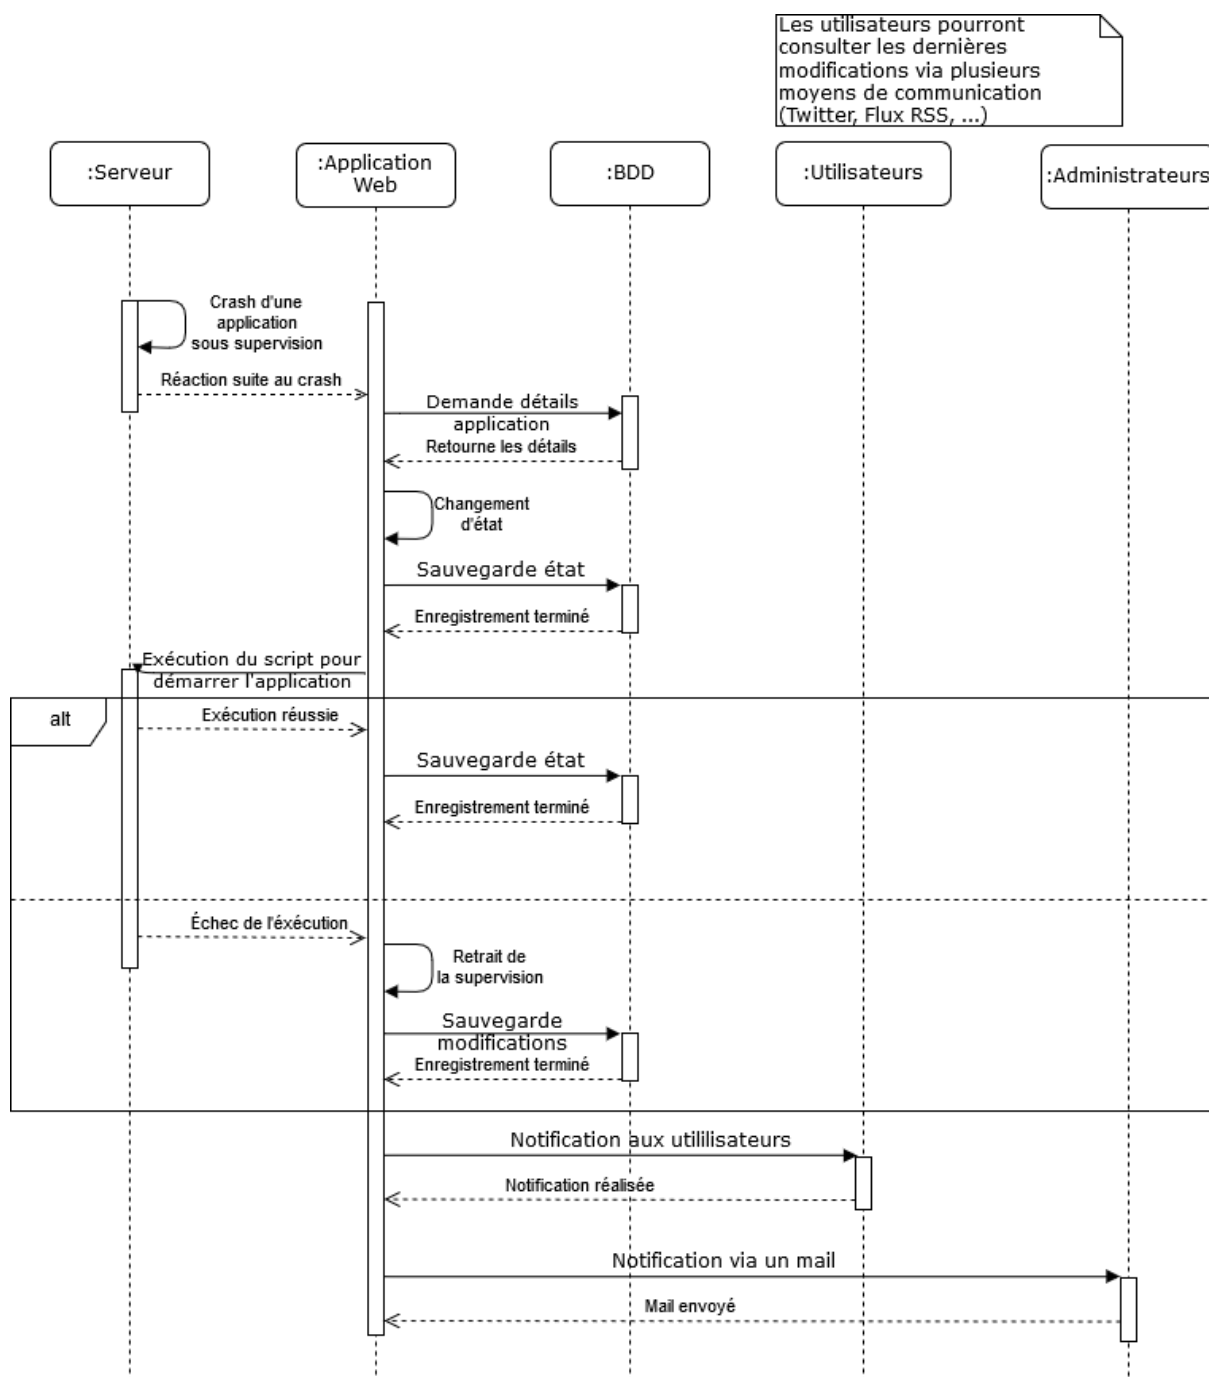 Les utilisateurs pourront
consulter les dernières
modifications via plusieurs
moyens de communication
(Twitter, Flux RSS, ...)
:Serveur
:Application
Web
:BDD
:Utilisateurs
:Administrateurs
Crash d'une
application
sous supervision
Réaction suite au crash
Demande détails
application
Retourne les détails
Changement
d'état
Sauvegarde état
Enregistrement terminé
Exécution du script pour
démarrer l'application
alt
Exécution réussie
Sauvegarde état
Enregistrement terminé
Échec de l'éxécution
Retrait de
la supervision
Sauvegarde
modifications
Enregistrement terminé
Notification aux utililisateurs
Notification réalisée
Notification via un mail
Mail envoyé